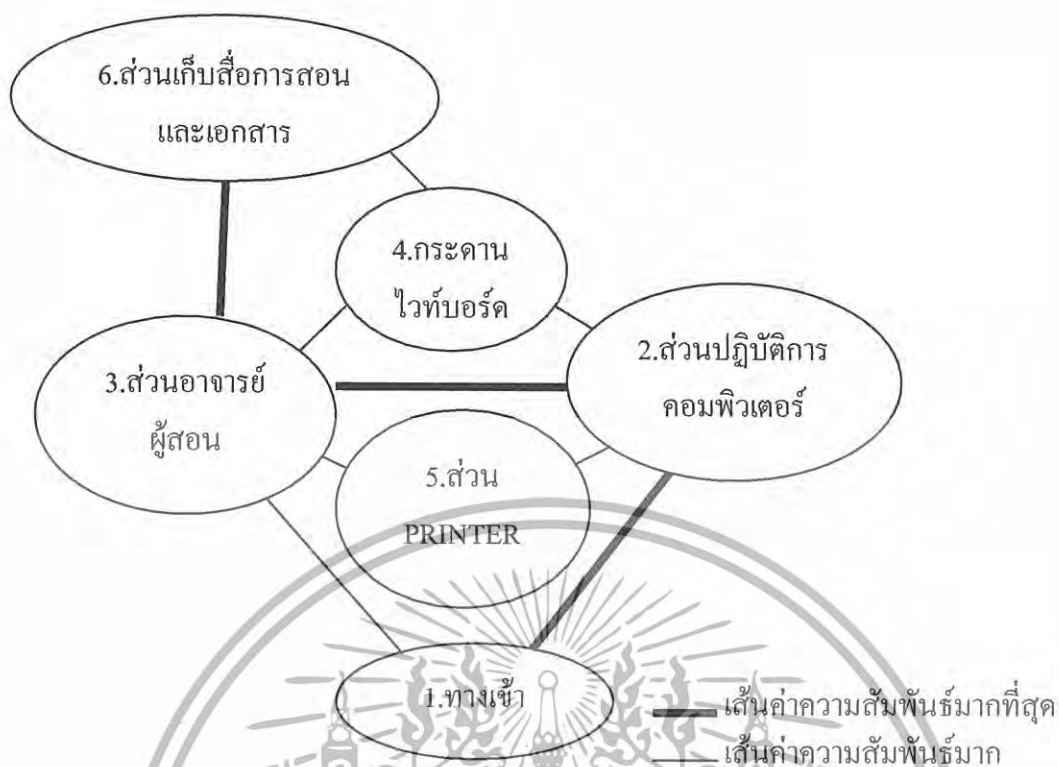 6.ส่วนเก็บสื่อการสอน
และเอกสาร
4.กระดาน
ไวท์บอร์ด
2.ส่วนปฏิบัติการ
คอมพิวเตอร์
3.ส่วนอาจารย์
ผู้สอน
5.ส่วน
PRINTER
1.ทางเข้า
เส้นค่าความสัมพันธ์มากที่สุด
เส้นค่าความสัมพันธ์มาก